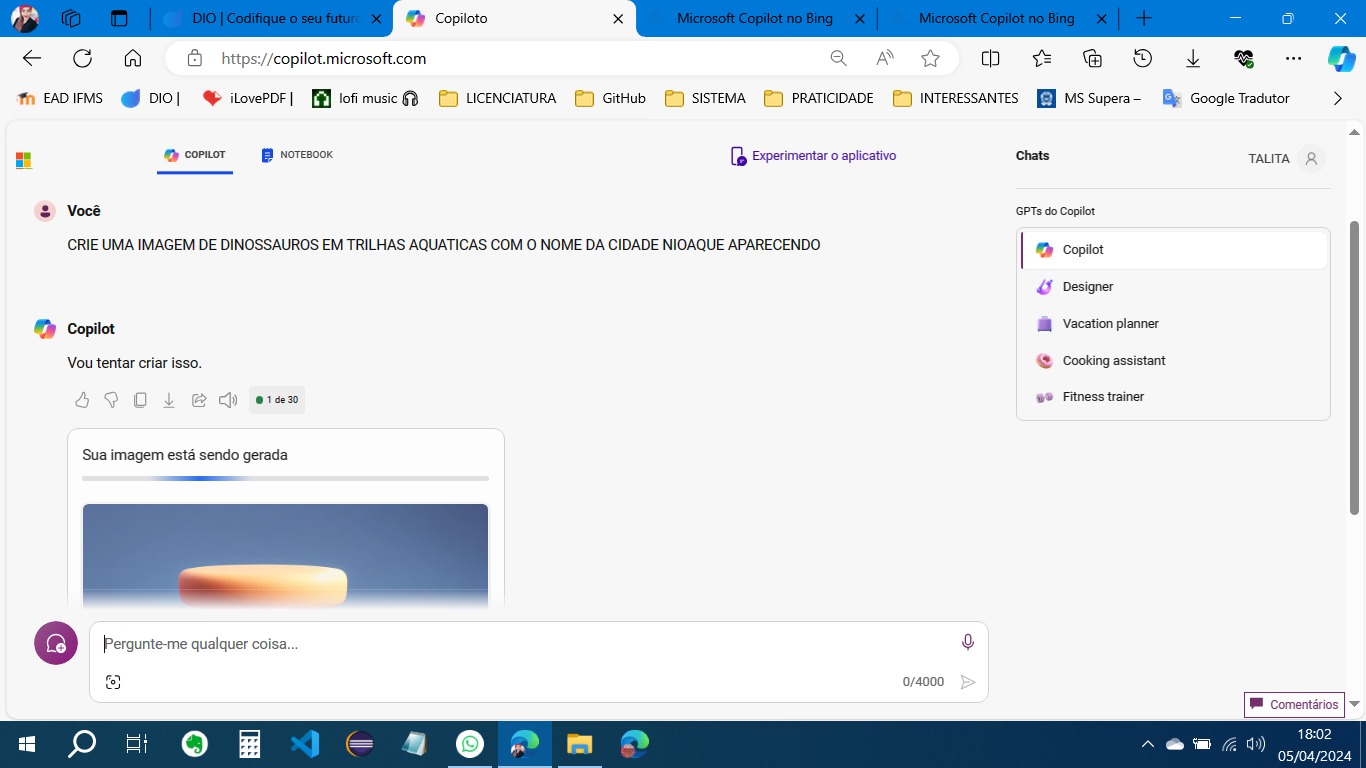 DIO | Codifique o seu futuro
Copiloto
Microsoft Copilot no Bing
Microsoft Copilot no Bing
https://copilot.microsoft.com
EAD IFMS
DIO |
iLovePDF |
lofi music
LICENCIATURA
GitHub
SISTEMA
PRATICIDADE
INTERESSANTES
MS Supera –
Google Tradutor
COPILOT
NOTEBOOK
Experimentar o aplicativo
Chats
TALITA
Você
CRIE UMA IMAGEM DE DINOSSAUROS EM TRILHAS AQUATICAS COM O NOME DA CIDADE NIOAQUE APARECENDO
Copilot
Vou tentar criar isso.
1 de 30
Sua imagem está sendo gerada
GPTs do Copilot
Copilot
Designer
Vacation planner
Cooking assistant
Fitness trainer
Pergunte-me qualquer coisa...
0/4000
Comentários
18:02
05/04/2024